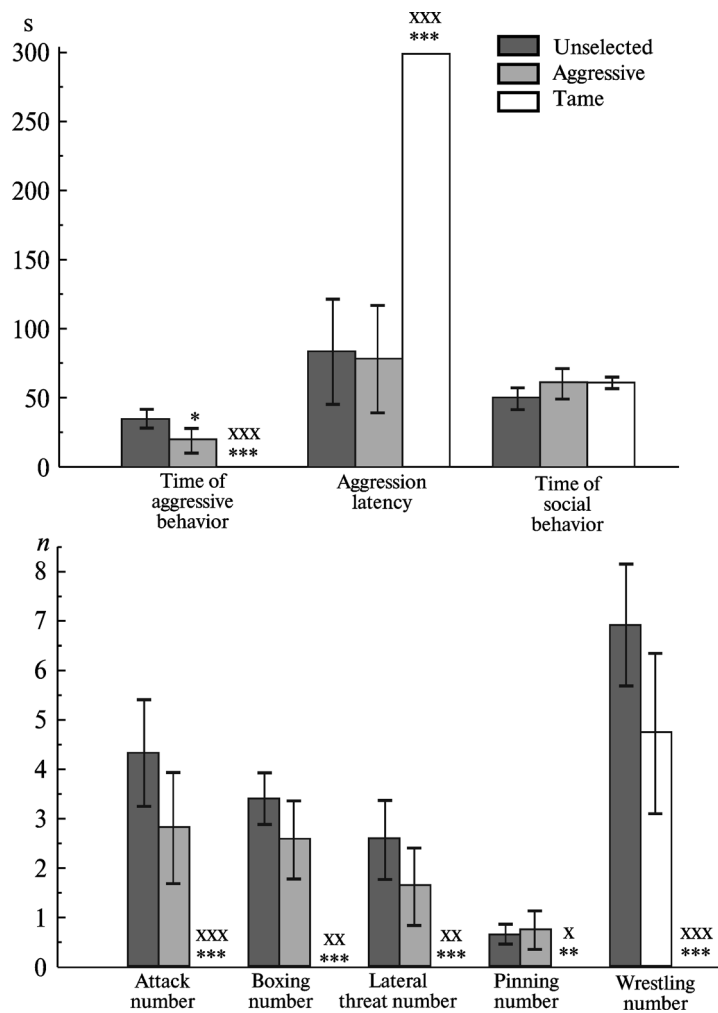 s
XXX
***
300
250
200
150
100
50
0
Unselected
Aggressive
Tame
*
XXX
***
Time of
aggressive
behavior
Aggression
latency
Time of
social
behavior
n
8
7
6
5
4
3
2
1
0
XXX
***
XX
***
XX
***
X
**
XXX
***
Attack
number
Boxing
number
Lateral
threat number
Pinning
number
Wrestling
number